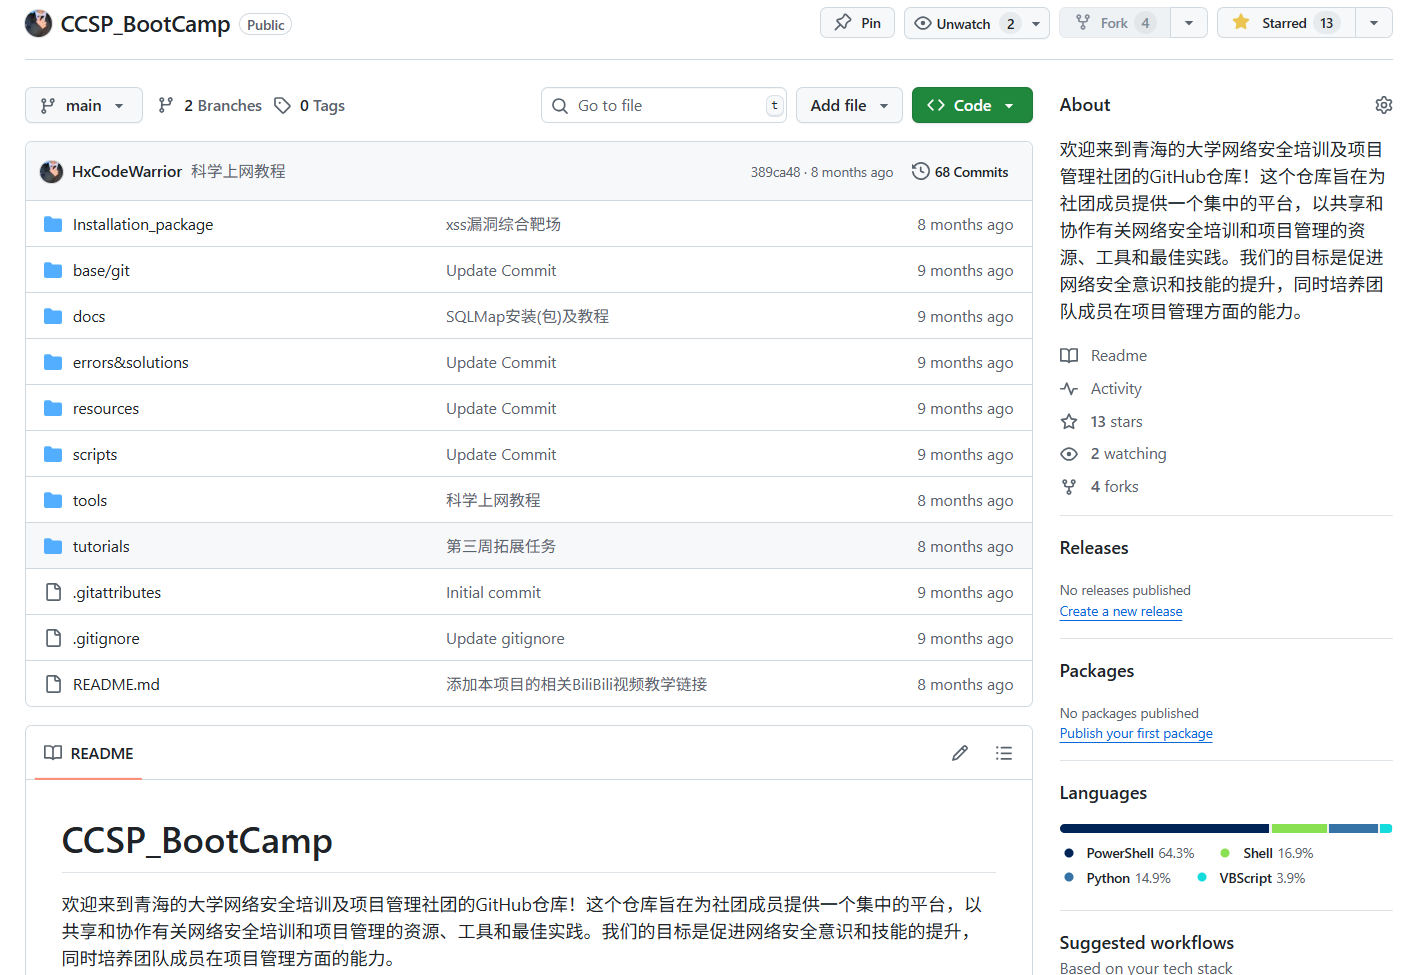 CCSP_BootCamp Public
Pin
Unwatch 2
Fork 4
Starred 13
main
2 Branches
0 Tags
Go to file t
Add file
Code
HxCodeWarrior 科学上网教程 389ca48 · 8 months ago 68 Commits
Installation_package xss漏洞综合靶场 8 months ago
base/git Update Commit 9 months ago
docs SQLMap安装(包)及教程 9 months ago
errors&solutions Update Commit 9 months ago
resources Update Commit 9 months ago
scripts Update Commit 9 months ago
tools 科学上网教程 8 months ago
tutorials 第三周拓展任务 8 months ago
.gitattributes Initial commit 9 months ago
.gitignore Update gitignore 9 months ago
README.md 添加本项目的相关BiliBili视频教学链接 8 months ago
README
CCSP_BootCamp
欢迎来到青海的大学网络安全培训及项目管理社团的GitHub仓库！这个仓库旨在为社团成员提供一个集中的平台，以
共享和协作有关网络安全培训和项目管理的资源、工具和最佳实践。我们的目标是促进网络安全意识和技能的提升，
同时培养团队成员在项目管理方面的能力。
About
欢迎来到青海的大学网络安全培训及项目
管理社团的GitHub仓库！这个仓库旨在为
社团成员提供一个集中的平台，以共享和
协作有关网络安全培训和项目管理的资
源、工具和最佳实践。我们的目标是促进
网络安全意识和技能的提升，同时培养团
队成员在项目管理方面的能力。
Readme
Activity
13 stars
2 watching
4 forks
Releases
No releases published
Create a new release
Packages
No packages published
Publish your first package
Languages
PowerShell 64.3% Shell 16.9%
Python 14.9% VBScript 3.9%
Suggested workflows
Based on your tech stack